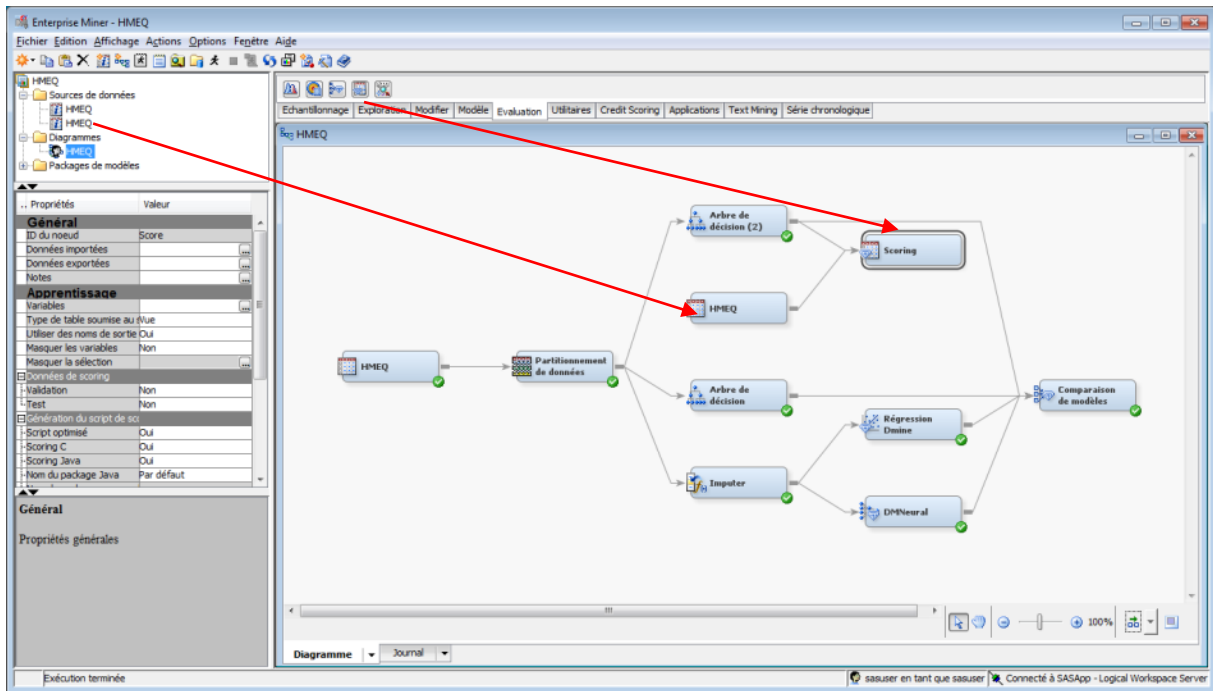 Enterprise Miner - HMEQ
Fichier Edition Affichage Actions Options Fenêtre Aide
HMEQ
Sources de données
HMEQ
HMEQ
Diagrammes
HMEQ
Packages de modèles
Echantillonnage Exploration Modifier Modèle Evaluation Utilitaires Credit Scoring Applications Text Mining Série chronologique
HMEQ
.. Propriétés Valeur
Général
ID du noeud Score
Données importées
Données exportées
Notes
Apprentissage
Variables
Type de table soumise au Vue
Utiliser des noms de sortie Oui
Masquer les variables Non
Masquer la sélection
Données de scoring
Validation Non
Test Non
Génération du script de sco
Script optimisé Oui
Scoring C Oui
Scoring Java Oui
Nom du package Java Par défaut
Général
Propriétés générales
Arbre de
décision (2)
Scoring
HMEQ
HMEQ
Partitionnement
de données
Arbre de
décision
Comparaison
de modèles
Régression
Dmine
Imputer
DMNeural
100%
Diagramme Journal
Exécution terminée
sasuser en tant que sasuser Connecté à SASApp - Logical Workspace Server